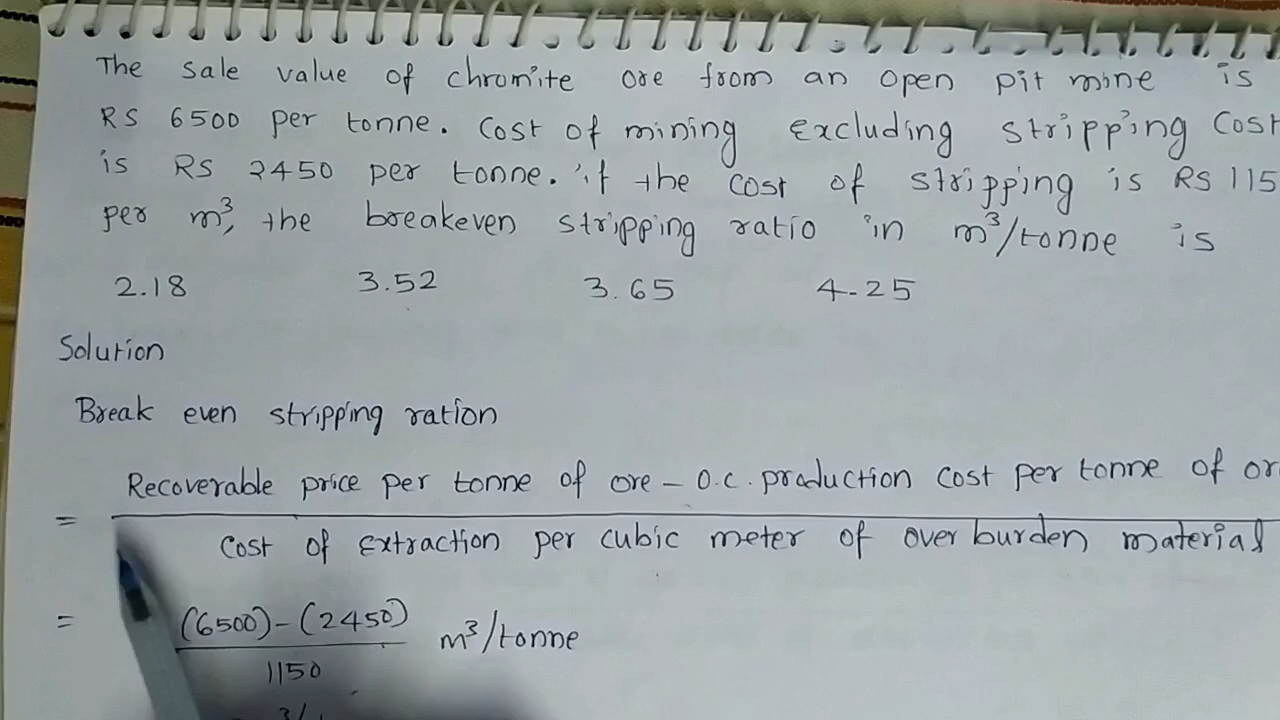 The sale value of chromite ore from an open pit mine is
RS 6500 per tonne. Cost of mining excluding stripping cost
is RS 2450 per tonne. if the cost of stripping is RS 115
per m³, the breakeven stripping ratio in m³/tonne is
2.18 3.52 3.65 4.25
Solution
Break even stripping ration
Recoverable price per tonne of ore - O.C. production cost per tonne of or
=
cost of extraction per cubic meter of over burden material
= (6500)-(2450) m³/tonne
1150